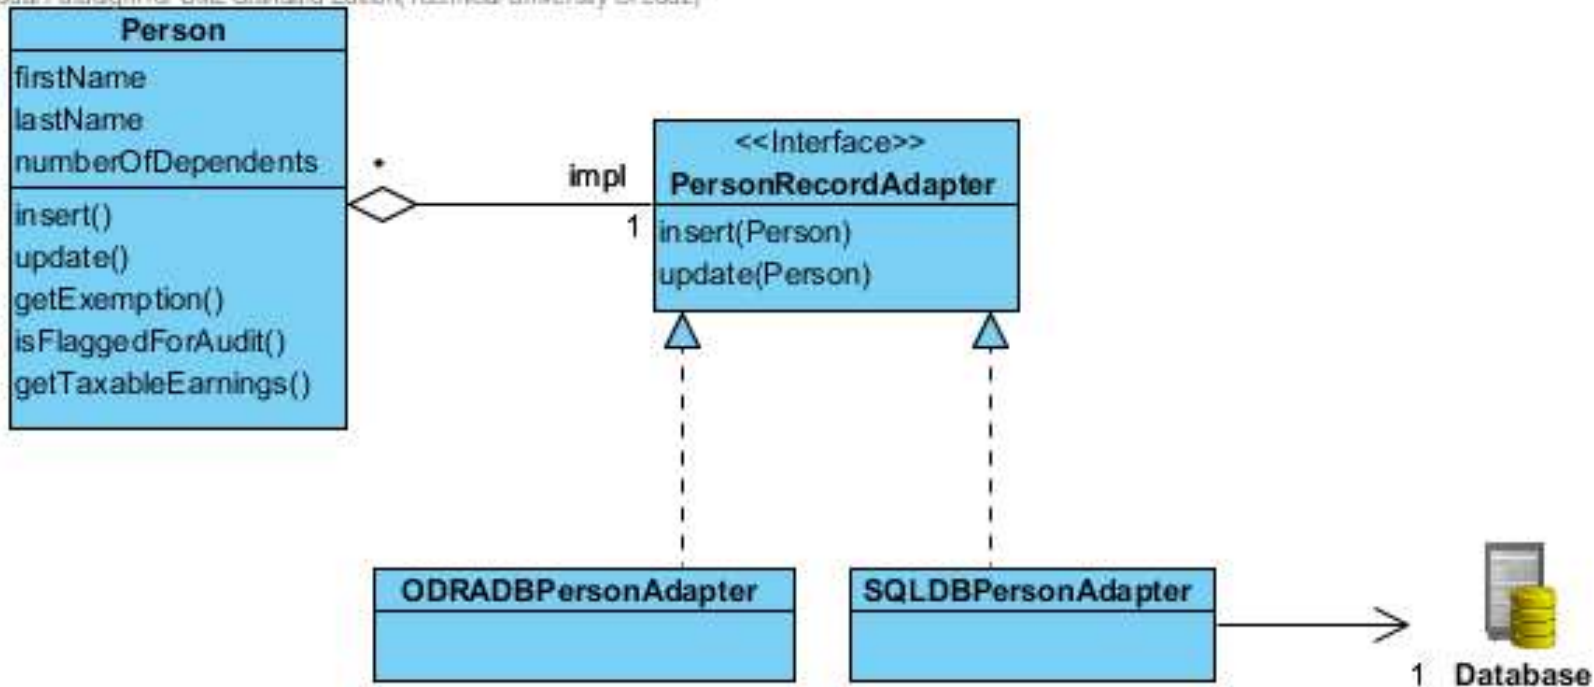 Person
firstName
lastName
numberOfDependents
insert()
update()
getExemption()
isFlaggedForAudit()
getTaxableEarnings()
*
impl
1
<<Interface>>
PersonRecordAdapter
insert(Person)
update(Person)
ODRADBPersonAdapter
SQLDBPersonAdapter
1
Database